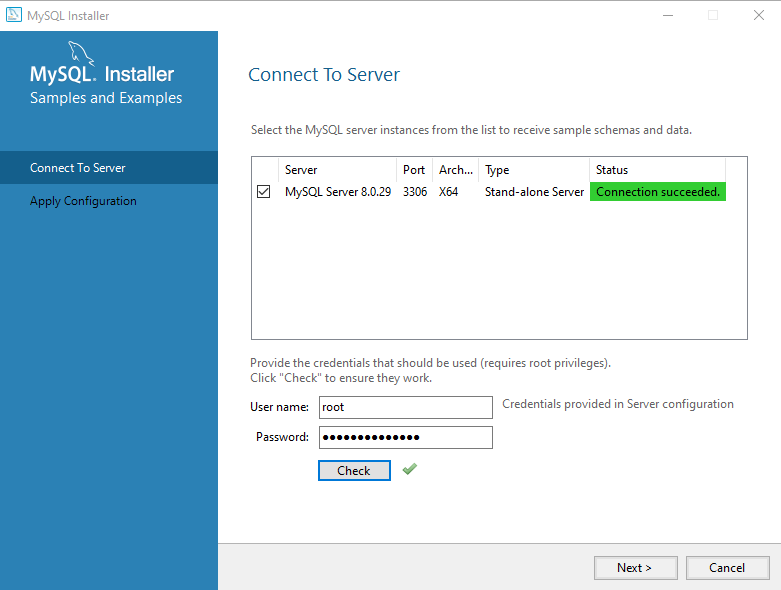 MySQL Installer
MySQL. Installer
Samples and Examples
Connect To Server
Apply Configuration
Connect To Server
Select the MySQL server instances from the list to receive sample schemas and data.
Server Port Arch... Type Status
MySQL Server 8.0.29 3306 X64 Stand-alone Server Connection succeeded.
Provide the credentials that should be used (requires root privileges).
Click "Check" to ensure they work.
User name: root Credentials provided in Server configuration
Password: ●●●●●●●●●●●●●●
Check
Next > Cancel